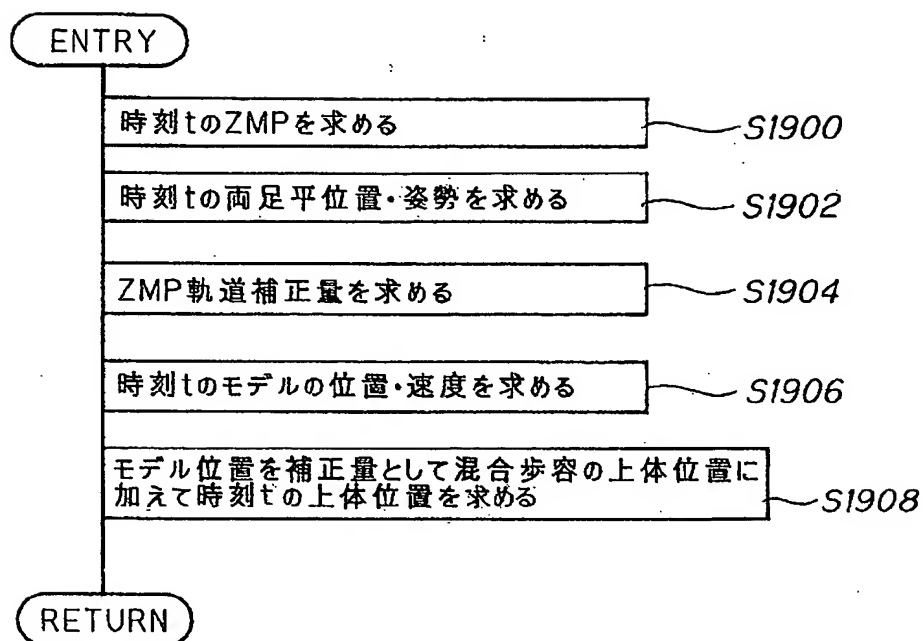 ENTRY
時刻tのZMPを求める
S1900
時刻tの両足平位置・姿勢を求める
S1902
ZMP軌道補正量を求める
S1904
時刻tのモデルの位置・速度を求める
S1906
モデル位置を補正量として混合歩容の上体位置に
加えて時刻tの上体位置を求める
S1908
RETURN